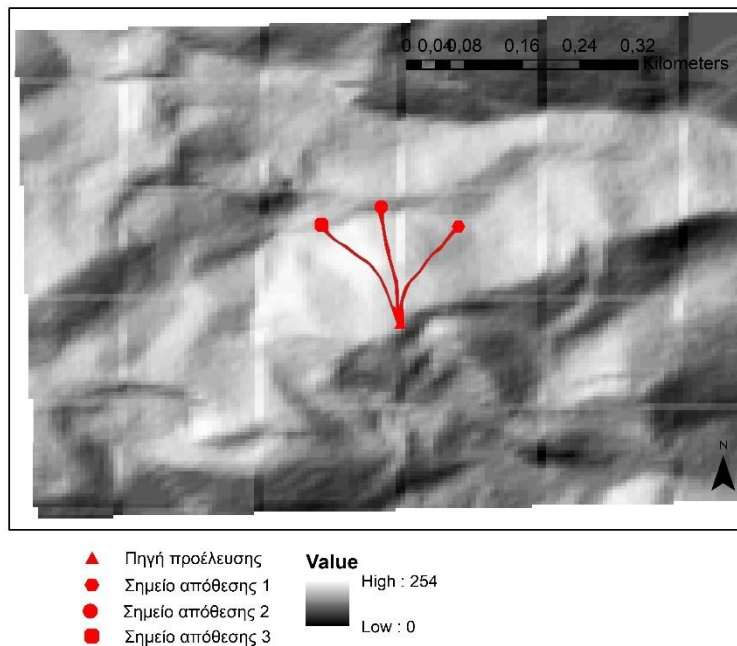 0 0,04 0,08 0,16 0,24 0,32
Kilometers
N
Πηγή προέλευσης
Σημείο απόθεσης 1
Σημείο απόθεσης 2
Σημείο απόθεσης 3
Value
High : 254
Low : 0